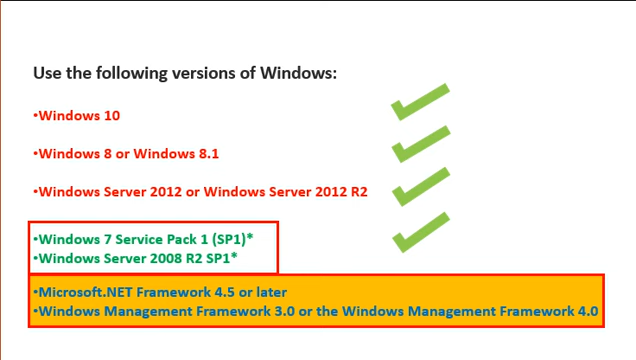 Use the following versions of Windows:
•Windows 10
•Windows 8 or Windows 8.1
•Windows Server 2012 or Windows Server 2012 R2
•Windows 7 Service Pack 1 (SP1)*
•Windows Server 2008 R2 SP1*
•Microsoft.NET Framework 4.5 or later
•Windows Management Framework 3.0 or the Windows Management Framework 4.0